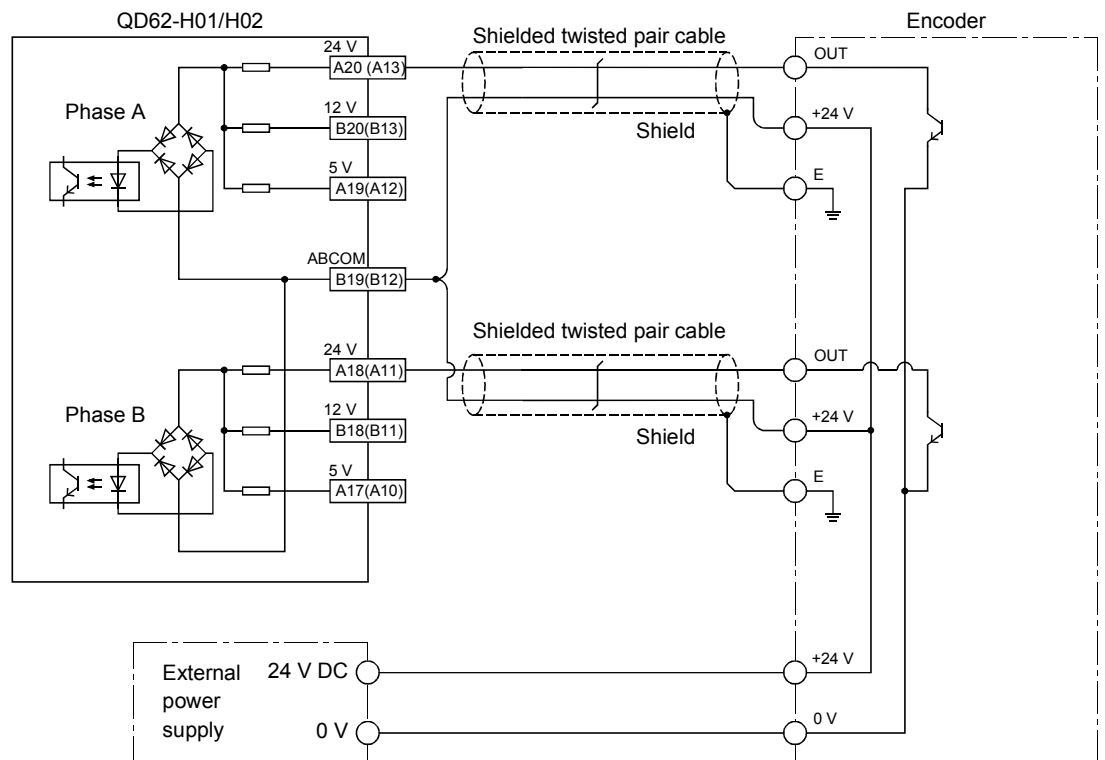 QD62-H01/H02
Encoder
Shielded twisted pair cable
24 V
A20 (A13)
OUT
Phase A
12 V
B20(B13)
+24 V
Shield
5 V
A19(A12)
E
ABCOM
B19(B12)
Shielded twisted pair cable
24 V
A18(A11)
OUT
Phase B
12 V
B18(B11)
+24 V
Shield
5 V
A17(A10)
E
External
power
supply
24 V DC
+24 V
0 V
0 V